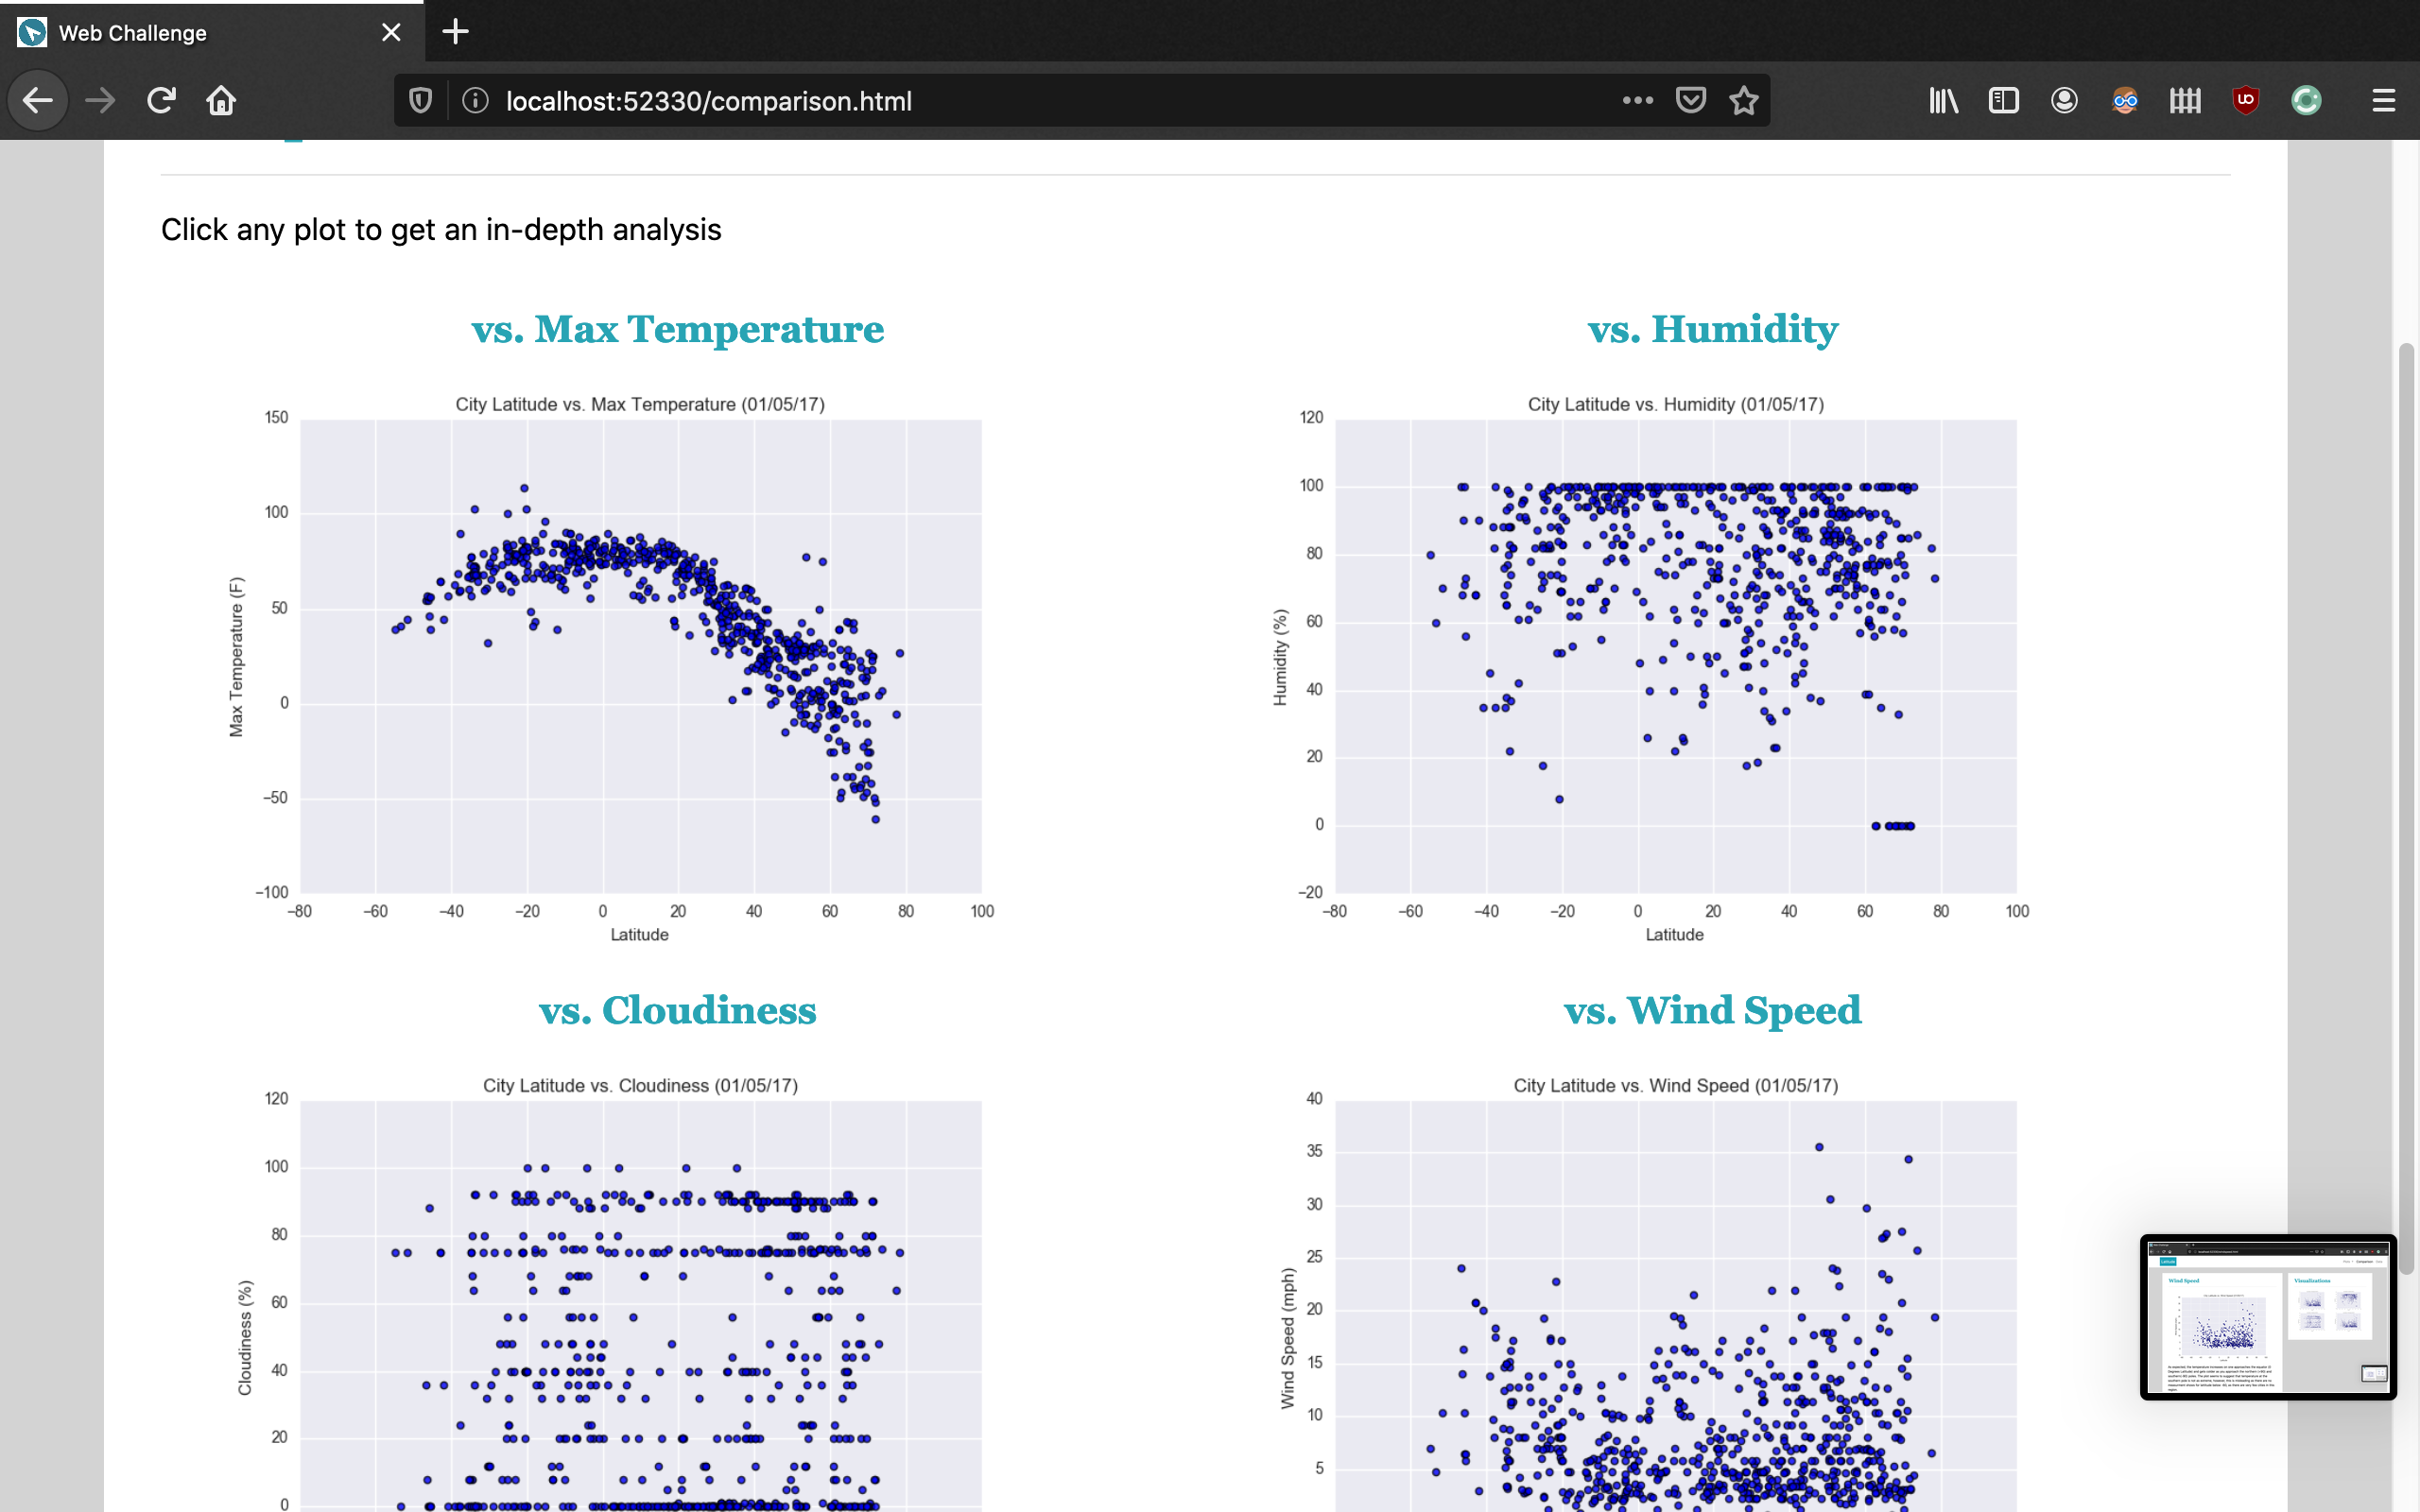 Web Challenge
localhost:52330/comparison.html
Click any plot to get an in-depth analysis
vs. Max Temperature
City Latitude vs. Max Temperature (01/05/17)
Max Temperature (F)
150
100
50
0
−50
−100
−80 −60 −40 −20 0 20 40 60 80 100
Latitude
vs. Humidity
City Latitude vs. Humidity (01/05/17)
Humidity (%)
120
100
80
60
40
20
0
−20
−80 −60 −40 −20 0 20 40 60 80 100
Latitude
vs. Cloudiness
City Latitude vs. Cloudiness (01/05/17)
Cloudiness (%)
120
100
80
60
40
20
0
vs. Wind Speed
City Latitude vs. Wind Speed (01/05/17)
Wind Speed (mph)
40
35
30
25
20
15
10
5
Latitude
Wind Speed
Visualizations